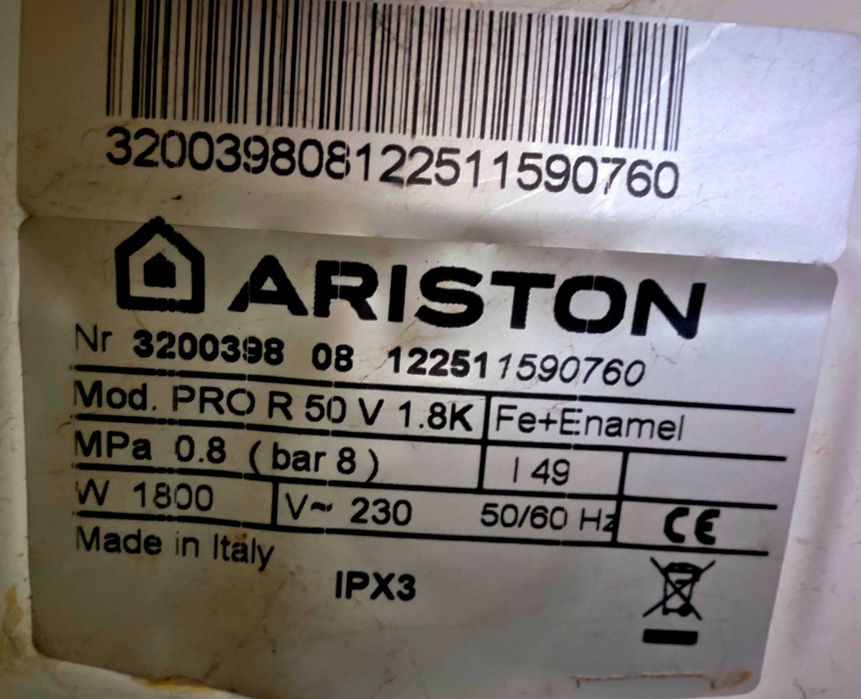 320039808122511590760
ARISTON
Nr 3200398 08 122511590760
Mod. PRO R 50 V 1.8K Fe+Enamel
MPa 0.8 (bar 8) l 49
W 1800 V~ 230 50/60 Hz CE
Made in Italy
IPX3